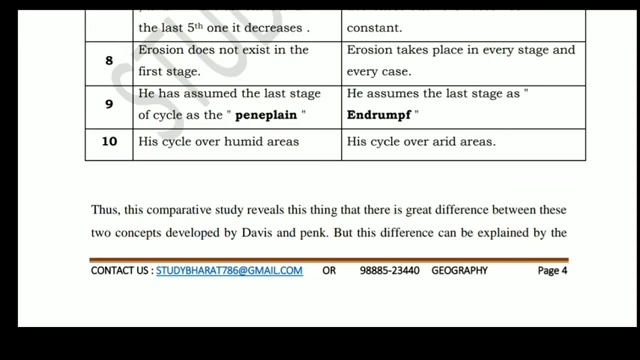 the last 5th one it decreases .
constant.
8
Erosion does not exist in the
first stage.
Erosion takes place in every stage and
every case.
9
He has assumed the last stage
of cycle as the " peneplain "
He assumes the last stage as "
Endrumpf "
10
His cycle over humid areas
His cycle over arid areas.
Thus, this comparative study reveals this thing that there is great difference between these
two concepts developed by Davis and penk. But this difference can be explained by the
CONTACT US : STUDYBHARAT786@GMAIL.COM OR 98885-23440 GEOGRAPHY Page 4